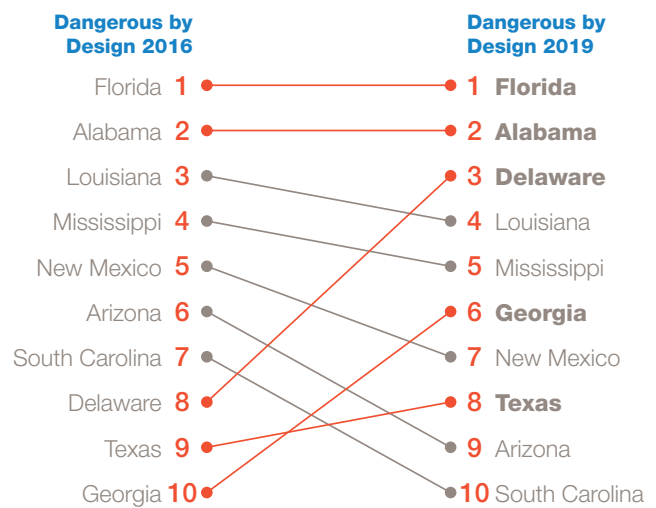 Dangerous by
Design 2016
Dangerous by
Design 2019
Florida 1
1 Florida
Alabama 2
2 Alabama
Louisiana 3
3 Delaware
Mississippi 4
4 Louisiana
New Mexico 5
5 Mississippi
Arizona 6
6 Georgia
South Carolina 7
7 New Mexico
Delaware 8
8 Texas
Texas 9
9 Arizona
Georgia 10
10 South Carolina